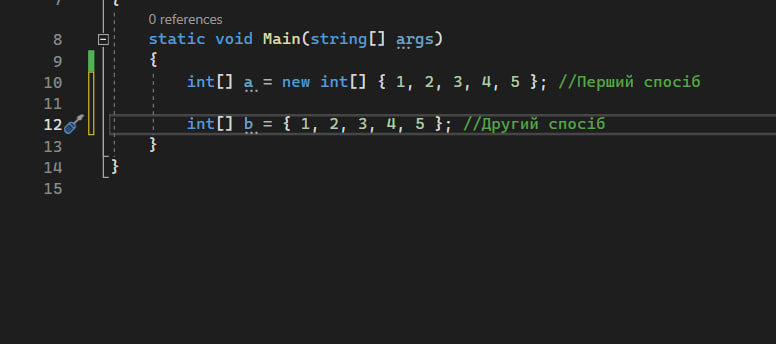 7 {
0 references
8 static void Main(string[] args)
9 {
10 int[] a = new int[] { 1, 2, 3, 4, 5 }; //Перший спосіб
11
12 int[] b = { 1, 2, 3, 4, 5 }; //Другий спосіб
13 }
14 }
15